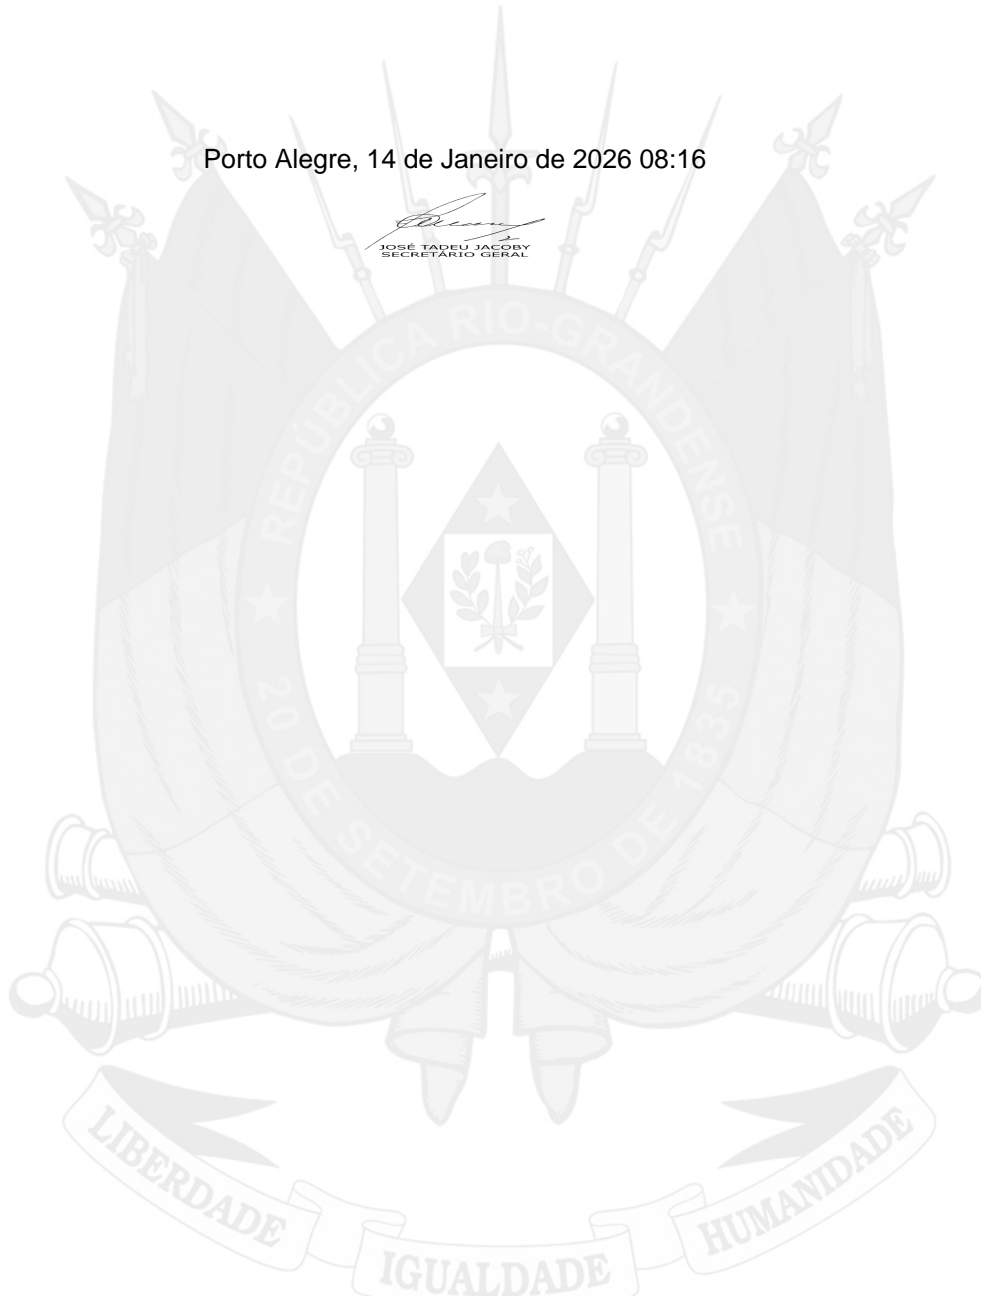 Porto Alegre, 14 de Janeiro de 2026 08:16
JOSÉ TADEU JACOBY
SECRETÁRIO GERAL
REPÚBLICA RIO-GRANDENSE
20 DE SETEMBRO DE 1835
LIBERDADE
IGUALDADE
HUMANIDADE